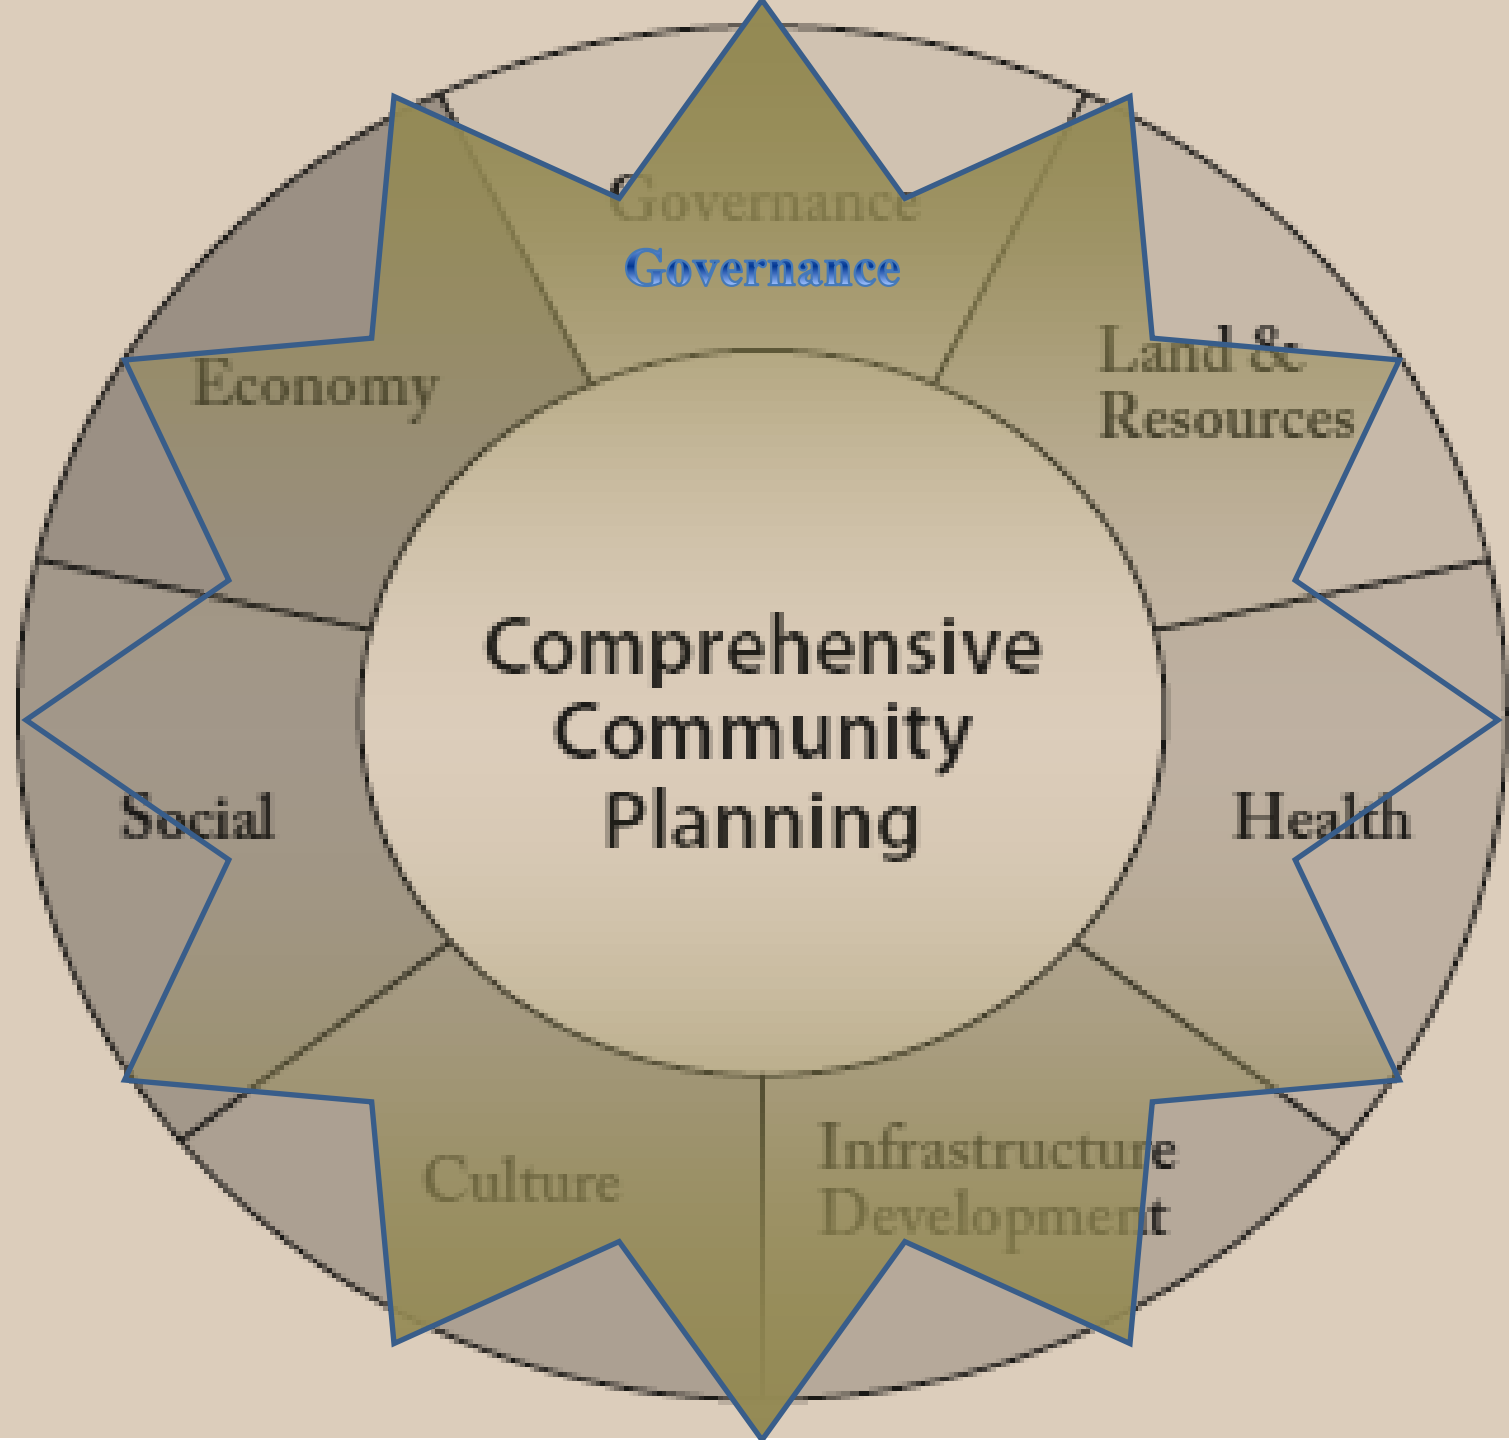 Governance
Governance
Economy
Land &
Resources
Comprehensive
Community
Planning
Social
Health
Culture
Infrastructure
Development